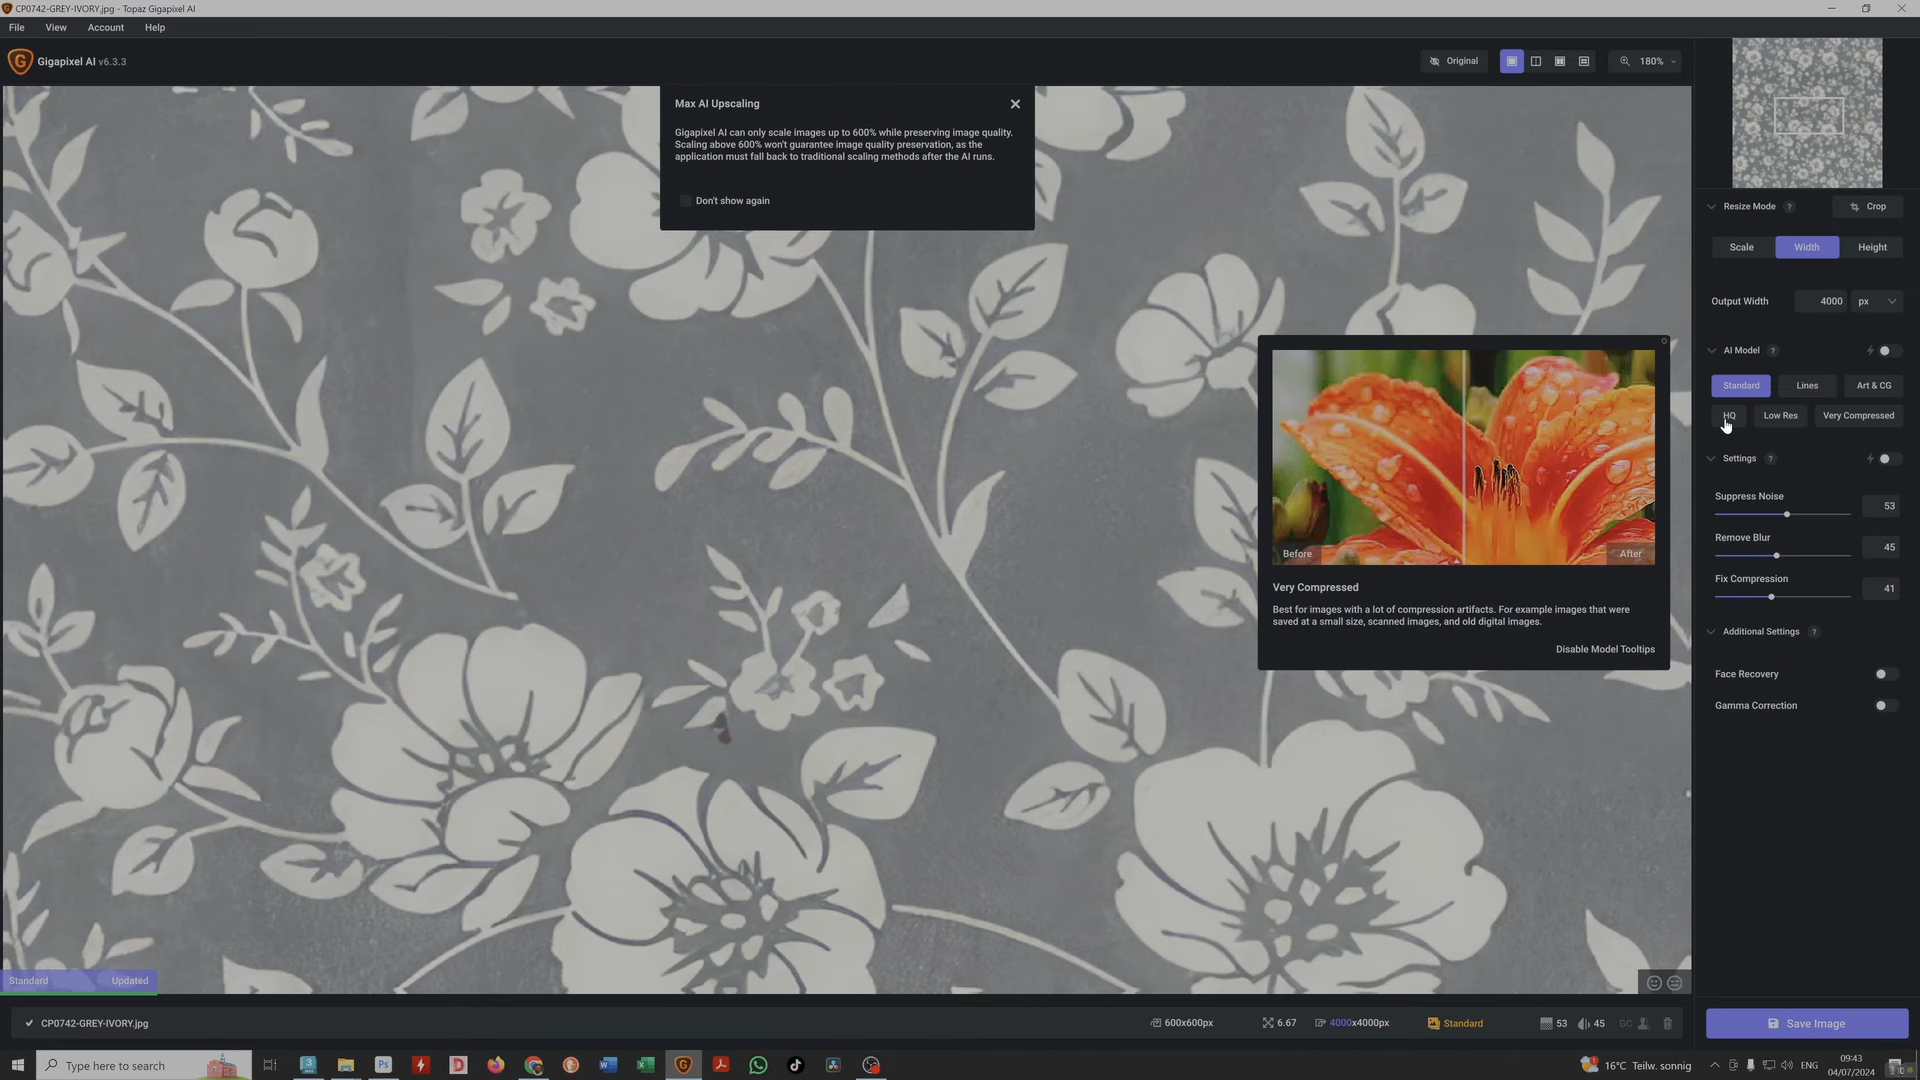 CP0742-GREY-IVORY.jpg - Topaz Gigapixel AI
File View Account Help
Gigapixel AI v6.3.3
Original
180%
Max AI Upscaling
Gigapixel AI can only scale images up to 600% while preserving image quality.
Scaling above 600% won't guarantee image quality preservation, as the
application must fall back to traditional scaling methods after the AI runs.
Don't show again
Resize Mode ? Crop
Scale Width Height
Output Width 4000 px
AI Model ?
Standard Lines Art & CG
HQ Low Res Very Compressed
Settings ?
Suppress Noise
53
Remove Blur
45
Fix Compression
41
Additional Settings ?
Face Recovery
Gamma Correction
Before After
Very Compressed
Best for images with a lot of compression artifacts. For example images that were
saved at a small size, scanned images, and old digital images.
Disable Model Tooltips
Standard Updated
CP0742-GREY-IVORY.jpg 600x600px 6.67 4000x4000px Standard 53 45 GC
Save Image
Type here to search
16°C Teilw. sonnig ENG
09:43
04/07/2024